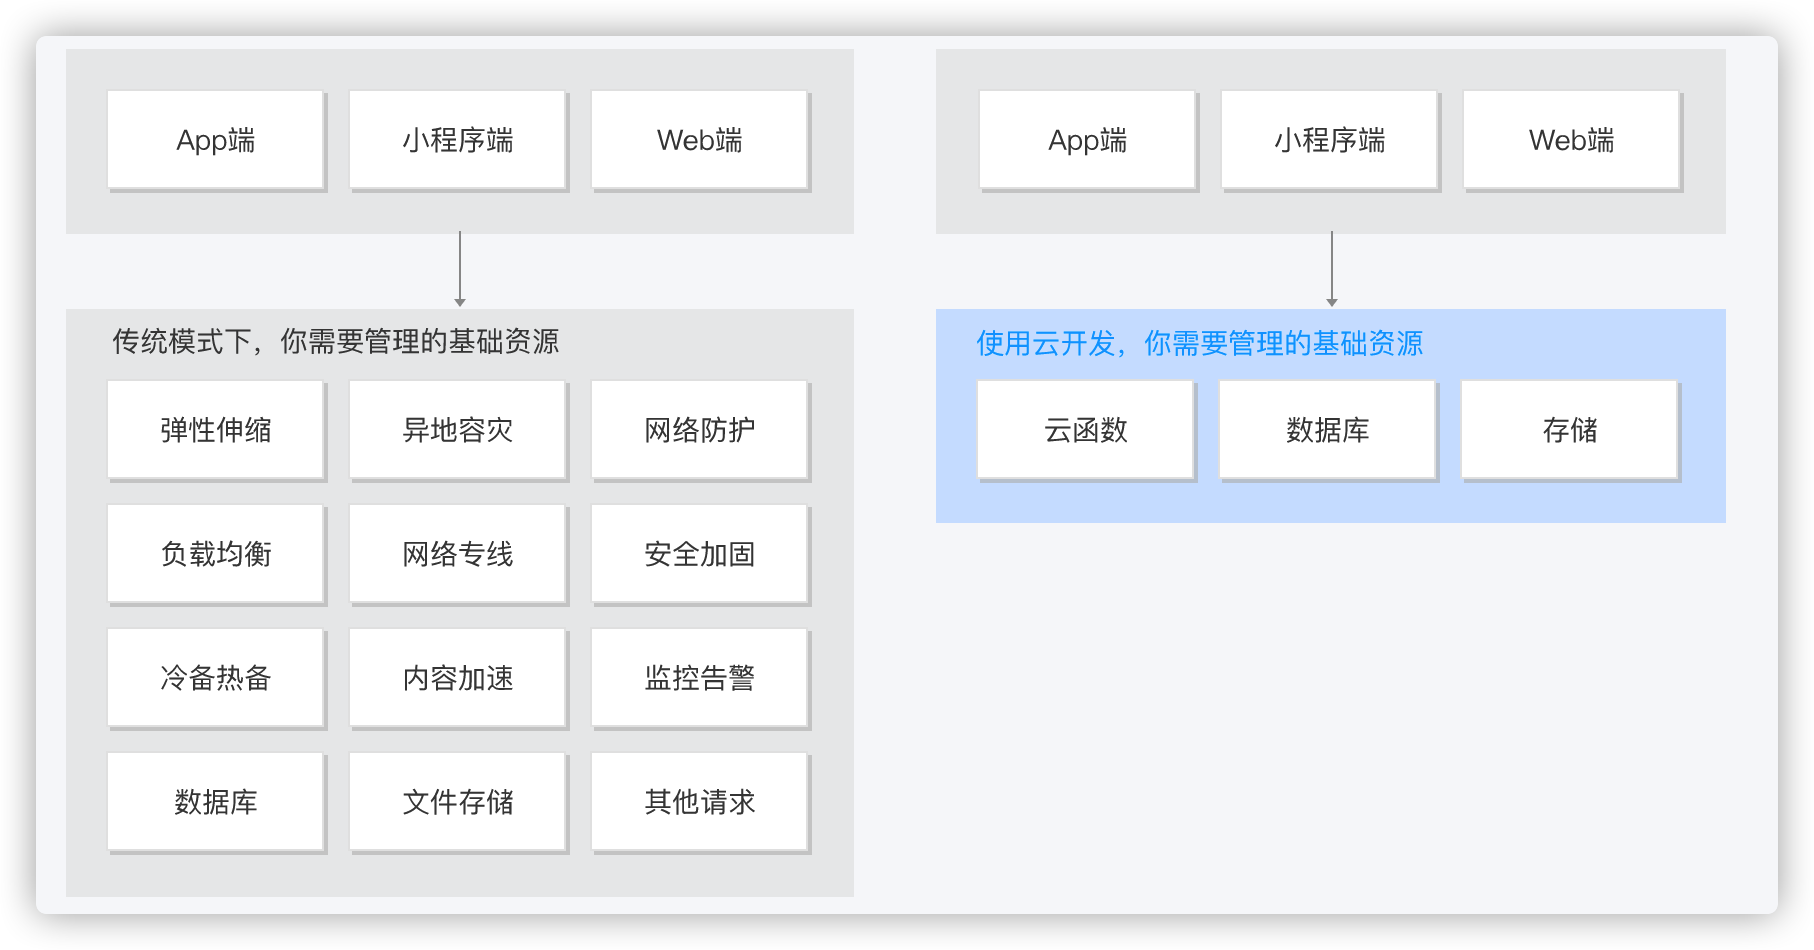 App端
小程序端
Web端
传统模式下，你需要管理的基础资源
弹性伸缩
异地容灾
网络防护
负载均衡
网络专线
安全加固
冷备热备
内容加速
监控告警
数据库
文件存储
其他请求
App端
小程序端
Web端
使用云开发，你需要管理的基础资源
云函数
数据库
存储